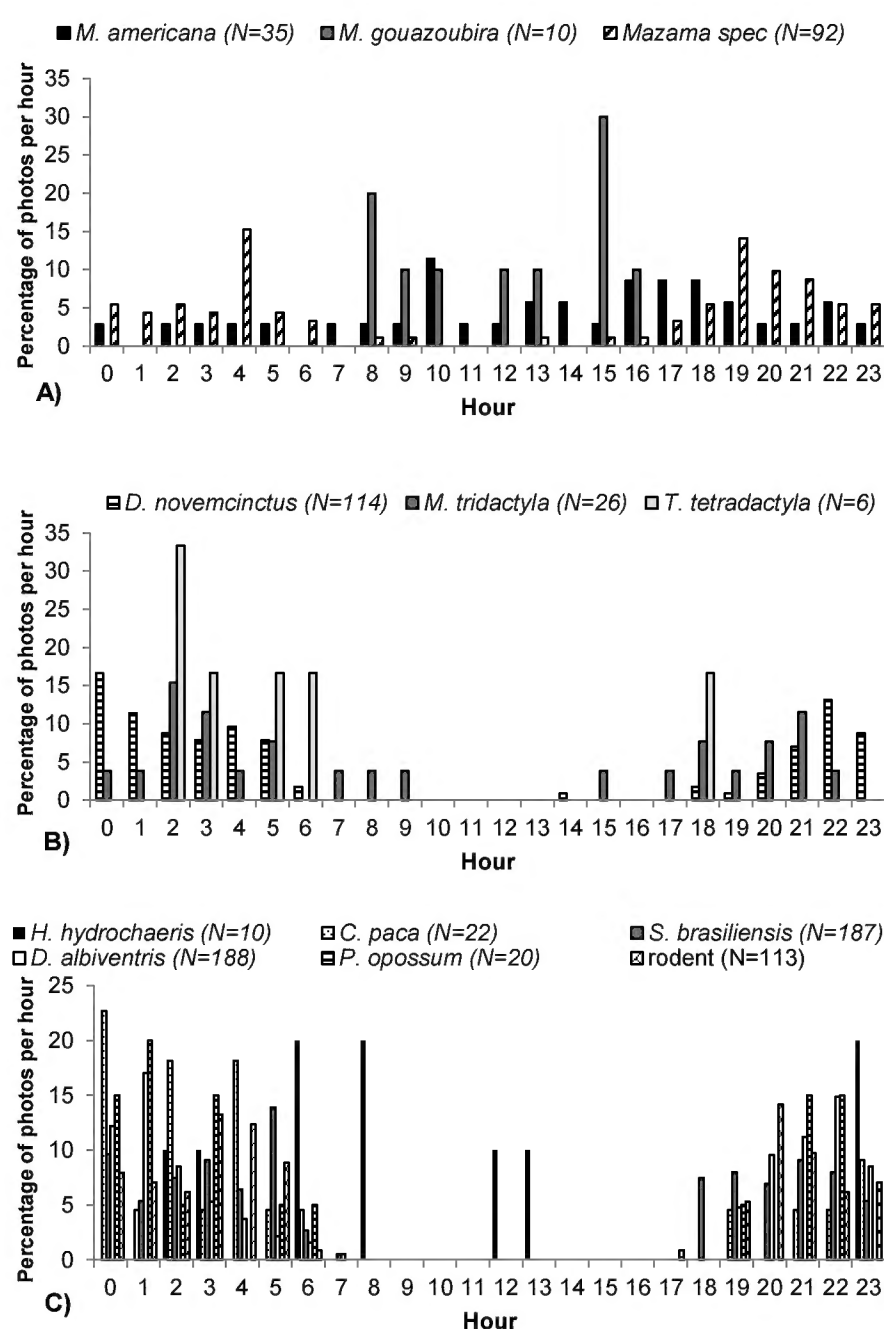 M. americana (N=35) M. gouazoubira (N=10) Mazama spec (N=92)
Percentage of photos per hour
35
30
25
20
15
10
5
0
0 1 2 3 4 5 6 7 8 9 10 11 12 13 14 15 16 17 18 19 20 21 22 23
A)
Hour
D. novemcinctus (N=114) M. tridactyla (N=26) T. tetradactyla (N=6)
Percentage of photos per hour
35
30
25
20
15
10
5
0
0 1 2 3 4 5 6 7 8 9 10 11 12 13 14 15 16 17 18 19 20 21 22 23
B)
Hour
H. hydrochaeris (N=10) C. paca (N=22) S. brasiliensis (N=187)
D. albiventris (N=188) P. opossum (N=20) rodent (N=113)
Percentage of photos per hour
25
20
15
10
5
0
0 1 2 3 4 5 6 7 8 9 10 11 12 13 14 15 16 17 18 19 20 21 22 23
C)
Hour